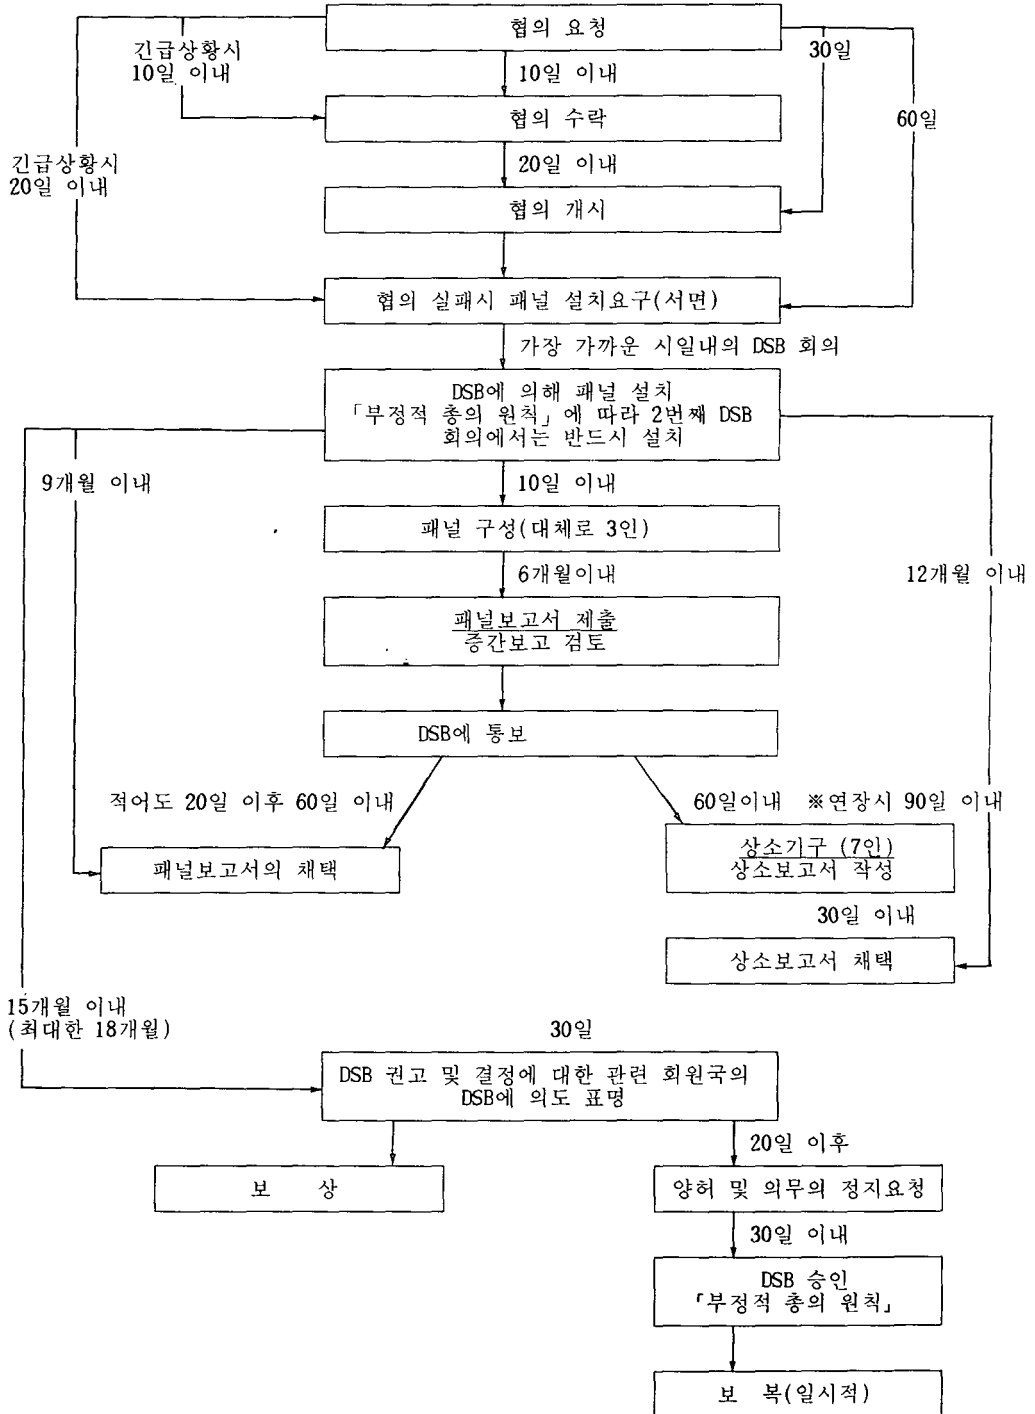 협의 요청
긴급상황시
10일 이내
10일 이내
30일
협의 수락
60일
긴급상황시
20일 이내
20일 이내
협의 개시
협의 실패시 패널 설치요구(서면)
가장 가까운 시일내의 DSB 회의
DSB에 의해 패널 설치
「부정적 총의 원칙」에 따라 2번째 DSB
회의에서는 반드시 설치
9개월 이내
10일 이내
패널 구성(대체로 3인)
6개월이내
12개월 이내
패널보고서 제출
중간보고 검토
DSB에 통보
적어도 20일 이후 60일 이내
60일이내 ※연장시 90일 이내
패널보고서의 채택
상소기구 (7인)
상소보고서 작성
30일 이내
상소보고서 채택
15개월 이내
(최대한 18개월)
30일
DSB 권고 및 결정에 대한 관련 회원국의
DSB에 의도 표명
20일 이후
보 상
양허 및 의무의 정지요청
30일 이내
DSB 승인
「부정적 총의 원칙」
보 복(일시적)